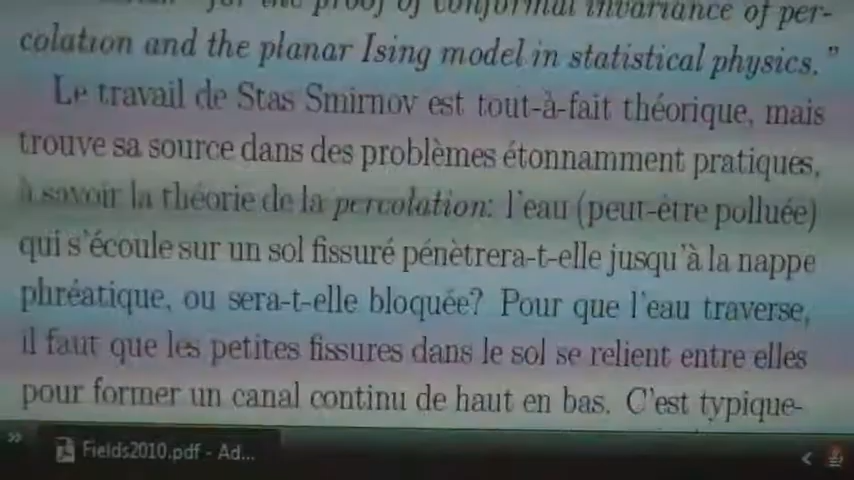 for the proof of conformal invariance of per-
colation and the planar Ising model in statistical physics."
Le travail de Stas Smirnov est tout-à-fait théorique, mais
trouve sa source dans des problèmes étonnamment pratiques,
à savoir la théorie de la percolation: l'eau (peut-être polluée)
qui s'écoule sur un sol fissuré pénètrera-t-elle jusqu'à la nappe
phréatique, ou sera-t-elle bloquée? Pour que l'eau traverse,
il faut que les petites fissures dans le sol se relient entre elles
pour former un canal continu de haut en bas. C'est typique-
Fields2010.pdf - Ad...